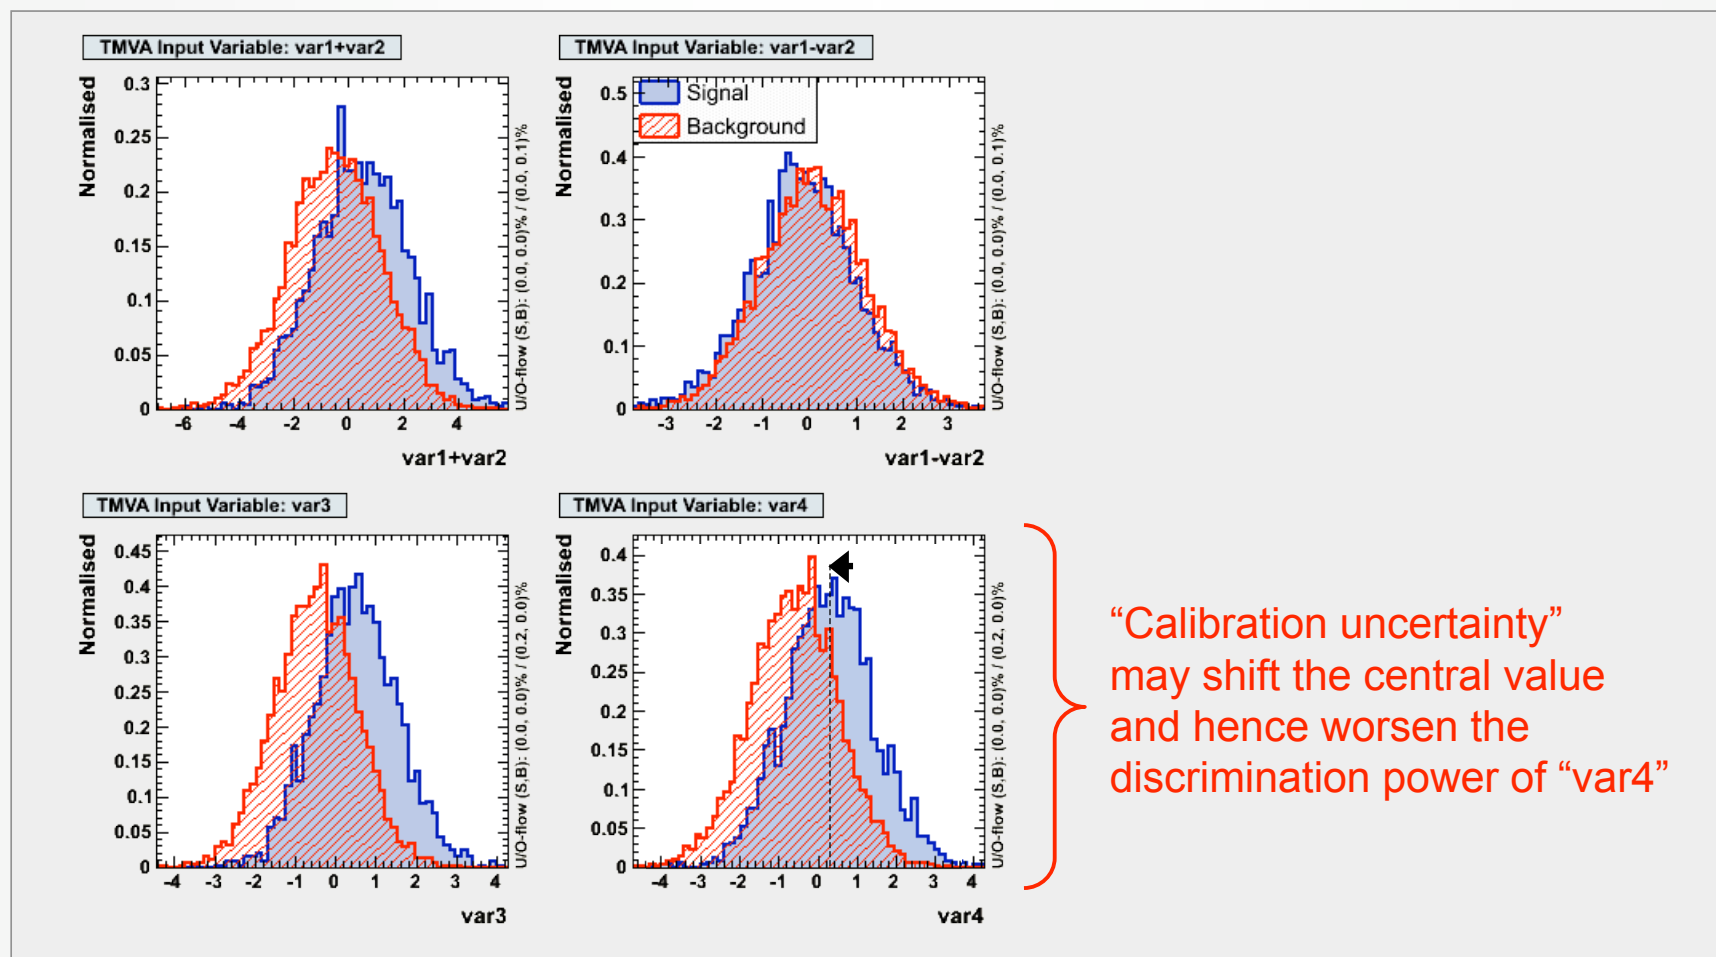 TMVA Input Variable: var1+var2
Normalised
0.3
0.25
0.2
0.15
0.1
0.05
0
-6 -4 -2 0 2 4
var1+var2
U/O-flow (S,B): (0.0, 0.0)% / (0.0, 0.1)%
TMVA Input Variable: var1-var2
Normalised
Signal
Background
0.5
0.4
0.3
0.2
0.1
0
-3 -2 -1 0 1 2 3
var1-var2
U/O-flow (S,B): (0.0, 0.0)% / (0.0, 0.1)%
TMVA Input Variable: var3
Normalised
0.45
0.4
0.35
0.3
0.25
0.2
0.15
0.1
0.05
0
-4 -3 -2 -1 0 1 2 3 4
var3
U/O-flow (S,B): (0.0, 0.0)% / (0.2, 0.0)%
TMVA Input Variable: var4
Normalised
0.4
0.35
0.3
0.25
0.2
0.15
0.1
0.05
0
-4 -3 -2 -1 0 1 2 3 4
var4
U/O-flow (S,B): (0.0, 0.0)% / (0.2, 0.0)%
“Calibration uncertainty”
may shift the central value
and hence worsen the
discrimination power of “var4”